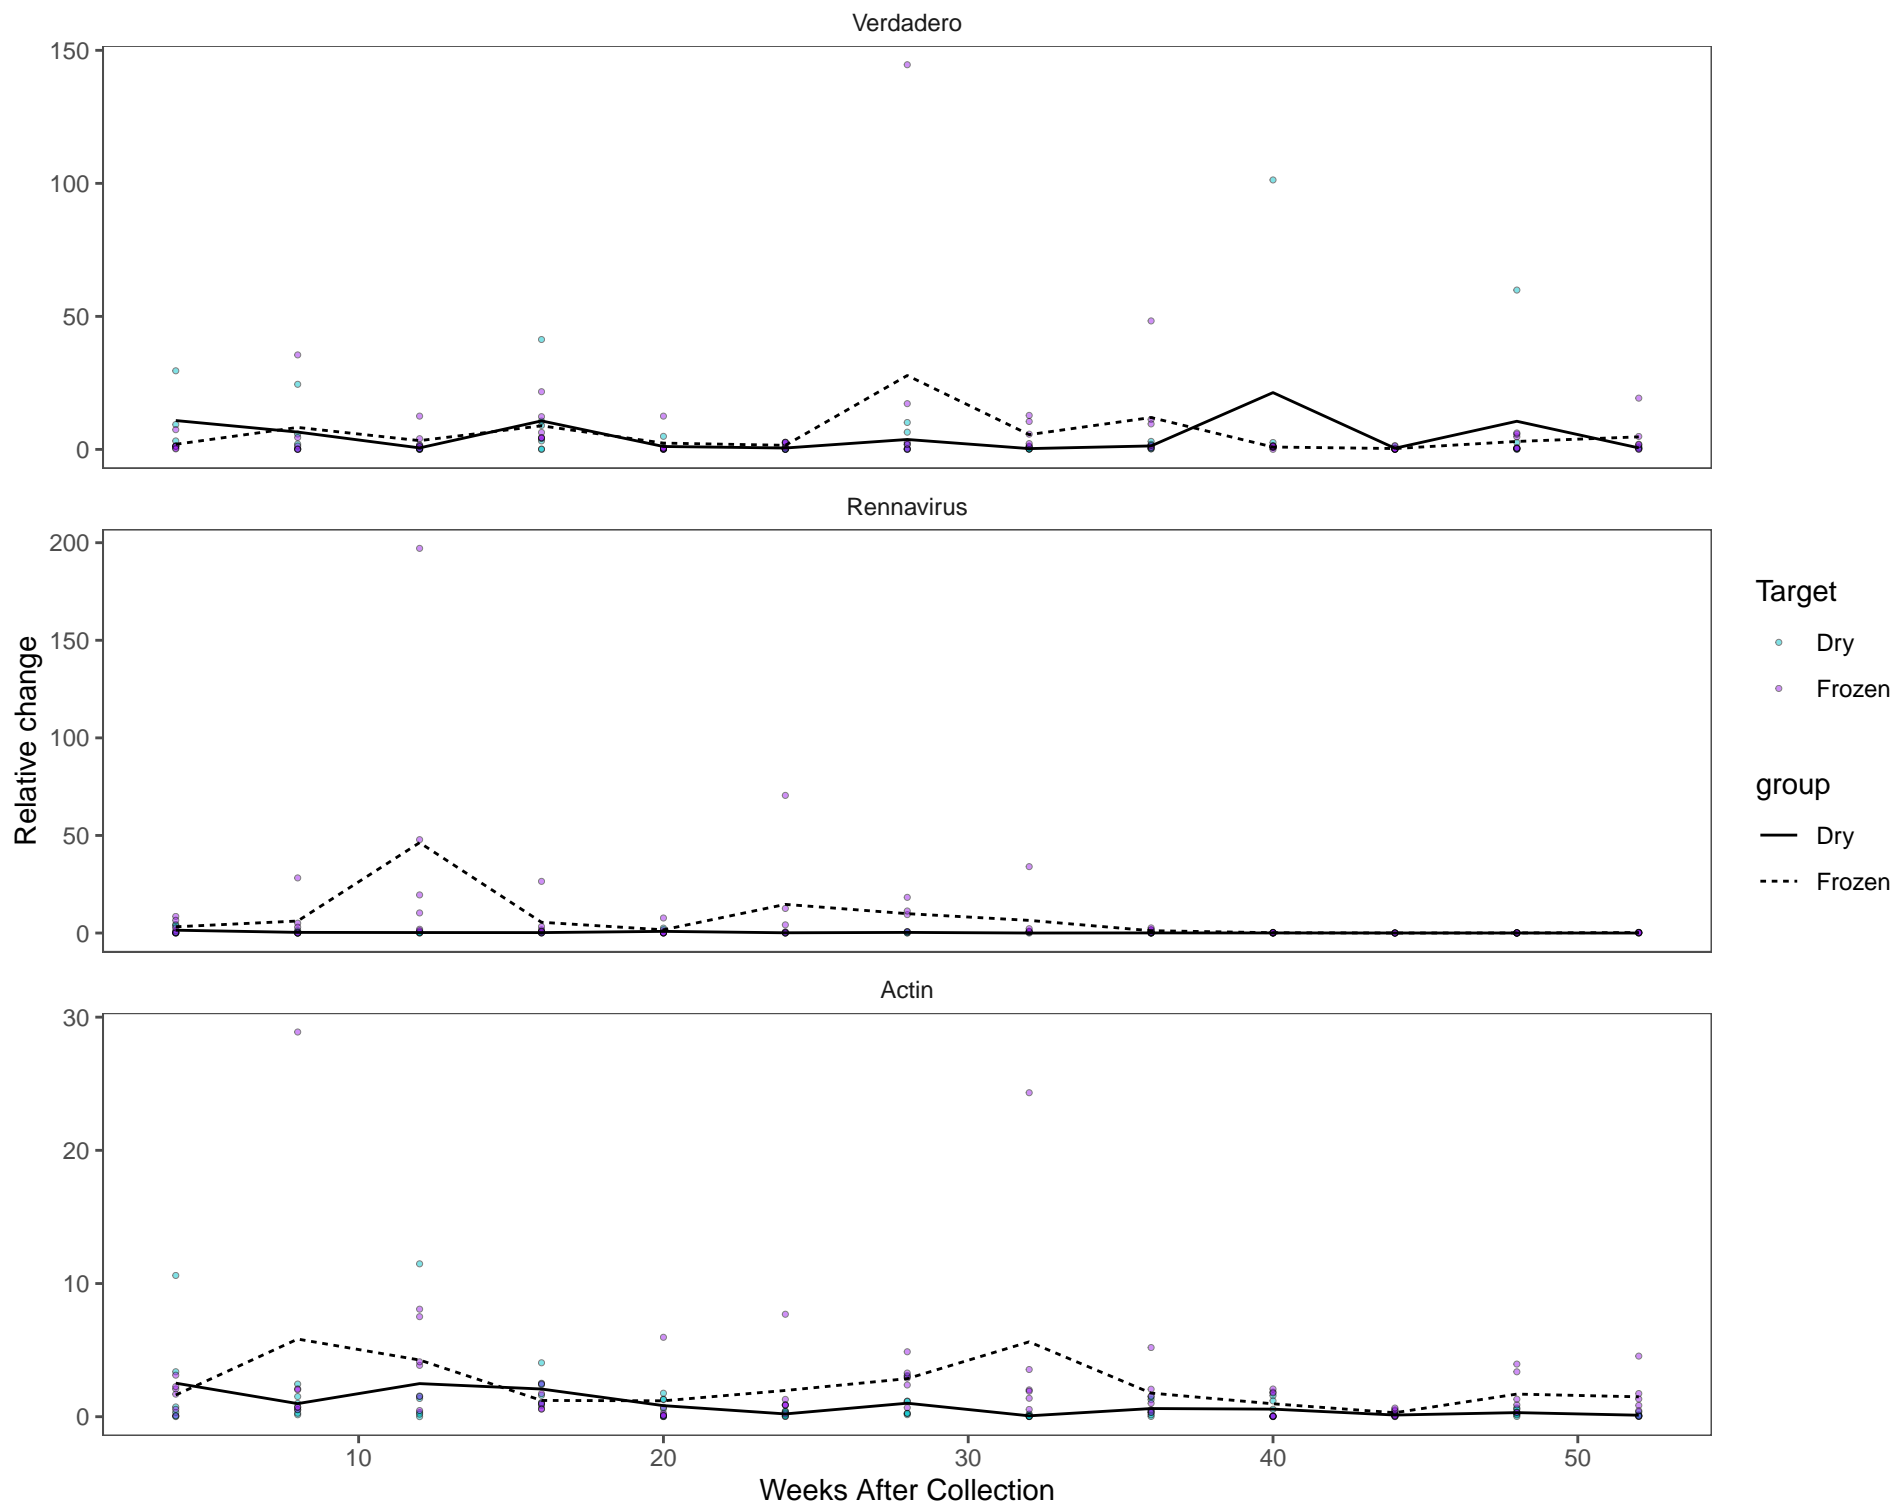 Verdadero
150
100
50
0
Rennavirus
200
150
100
50
0
Actin
30
20
10
0
10 20 30 40 50
Weeks After Collection
Relative change
Target
Dry
Frozen
group
Dry
Frozen